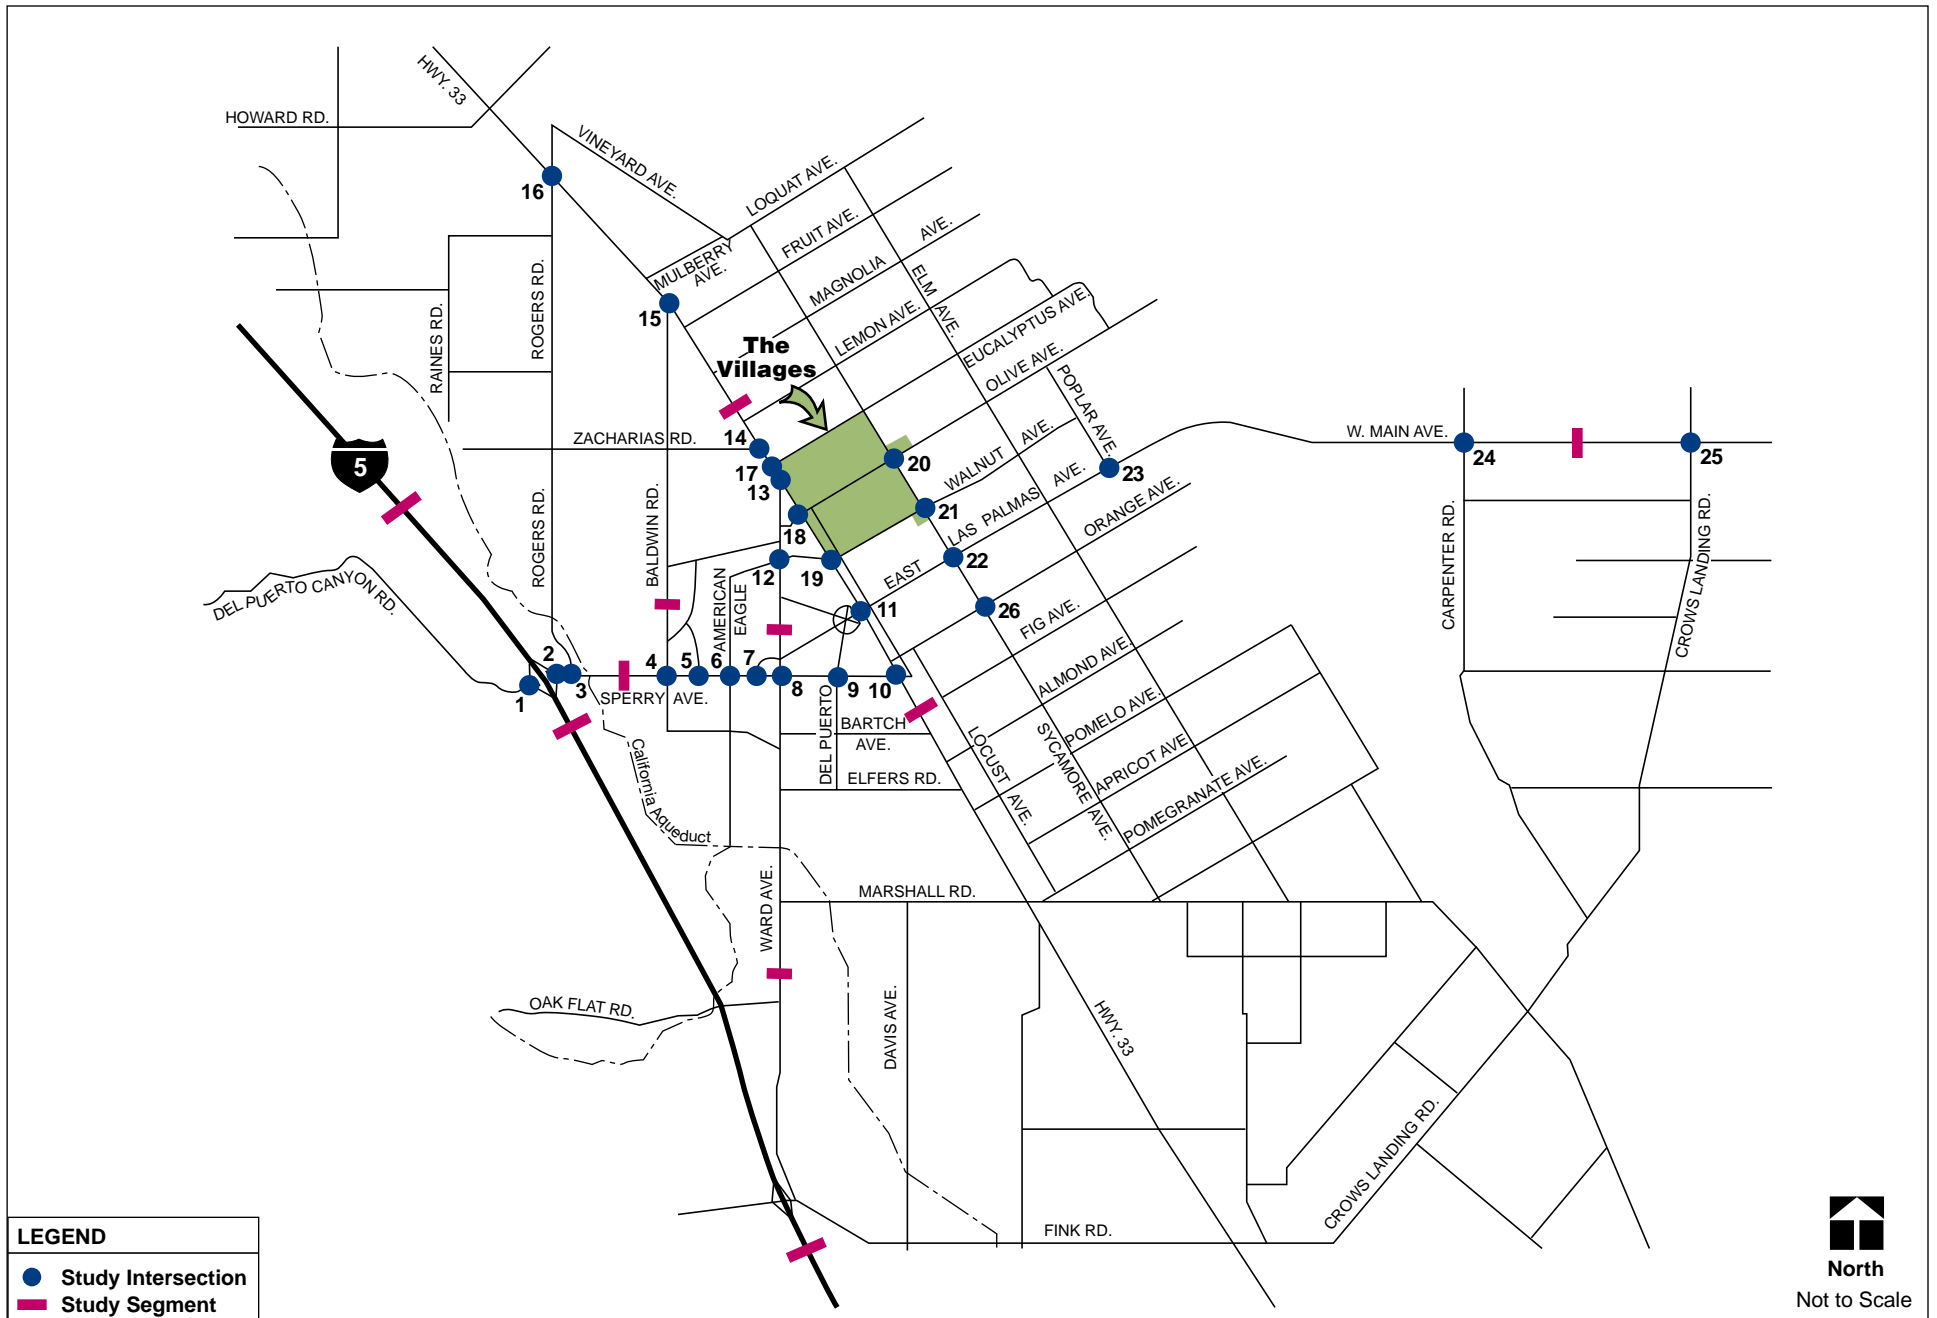 HWY. 33
HOWARD RD.
VINEYARD AVE.
16
LOQUAT AVE.
FRUIT AVE.
MULBERRY
AVE.
MAGNOLIA
AVE.
ELM AVE.
15
LEMON AVE.
EUCALYPTUS AVE.
OLIVE AVE.
RAINES RD.
ROGERS RD.
The
Villages
POPLAR AVE.
ZACHARIAS RD.
14
17
13
20
WALNUT AVE.
W. MAIN AVE.
24
25
23
5
BALDWIN RD.
ROGERS RD.
18
21
EAST LAS PALMAS AVE.
ORANGE AVE.
CARPENTER RD.
CROWS LANDING RD.
DEL PUERTO CANYON RD.
12
19
22
AMERICAN
EAGLE
11
26
FIG AVE.
2
3
1
4
5
6
7
8
9
10
SPERRY AVE.
ALMOND AVE.
POMELO AVE.
APRICOT AVE.
POMEGRANATE AVE.
DEL PUERTO
BARTCH
AVE.
ELFERS RD.
LOCUST AVE.
SYCAMORE AVE.
California Aqueduct
WARD AVE.
MARSHALL RD.
OAK FLAT RD.
DAVIS AVE.
HWY. 33
CROWS LANDING RD.
FINK RD.
LEGEND
Study Intersection
Study Segment
North
Not to Scale